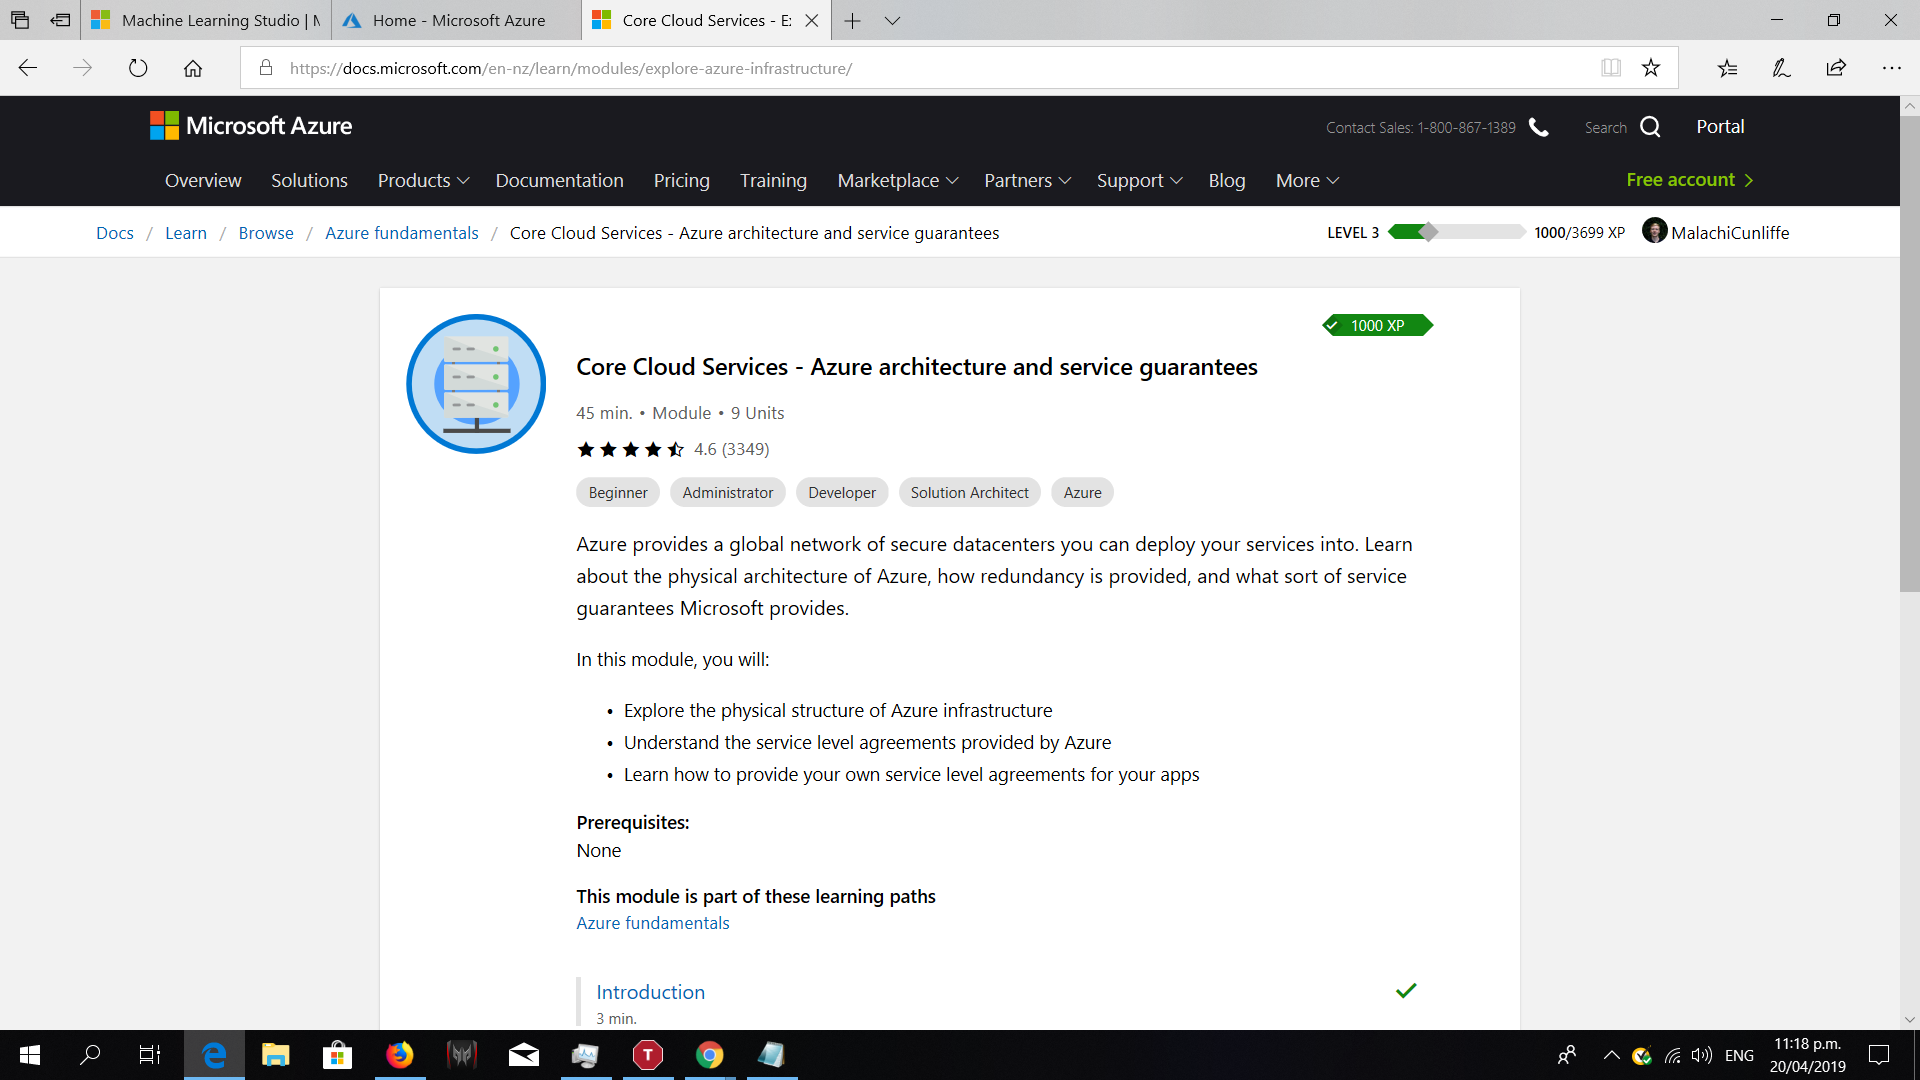 Machine Learning Studio | M
Home - Microsoft Azure
Core Cloud Services - Ex
https://docs.microsoft.com/en-nz/learn/modules/explore-azure-infrastructure/
Microsoft Azure
Contact Sales: 1-800-867-1389
Search
Portal
Overview
Solutions
Products
Documentation
Pricing
Training
Marketplace
Partners
Support
Blog
More
Free account
Docs / Learn / Browse / Azure fundamentals / Core Cloud Services - Azure architecture and service guarantees
LEVEL 3
1000/3699 XP
MalachiCunliffe
1000 XP
Core Cloud Services - Azure architecture and service guarantees
45 min. • Module • 9 Units
4.6 (3349)
Beginner
Administrator
Developer
Solution Architect
Azure
Azure provides a global network of secure datacenters you can deploy your services into. Learn
about the physical architecture of Azure, how redundancy is provided, and what sort of service
guarantees Microsoft provides.
In this module, you will:
• Explore the physical structure of Azure infrastructure
• Understand the service level agreements provided by Azure
• Learn how to provide your own service level agreements for your apps
Prerequisites:
None
This module is part of these learning paths
Azure fundamentals
Introduction
3 min.
T
ENG
11:18 p.m.
20/04/2019